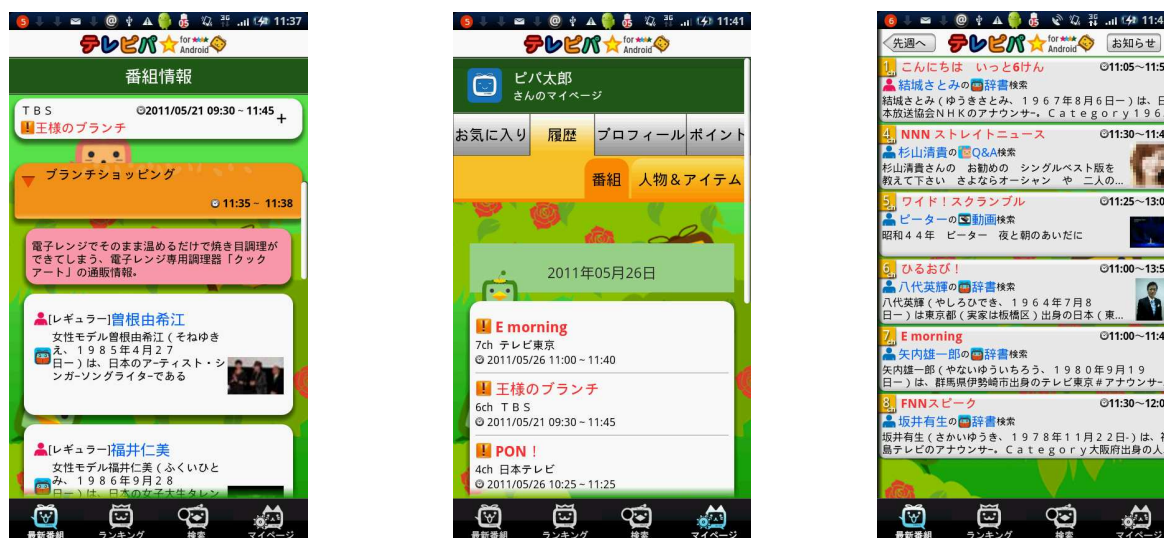 5 3G 11:37
テレビパ for Android
番組情報
TBS 2011/05/21 09:30 ~ 11:45 +
王様のブランチ
ブランチショッピング
11:35 ~ 11:38
電子レンジでそのまま温めるだけで焼き目調理が
できてしまう、電子レンジ専用調理器「クック
アート」の通販情報。
[レギュラー]曽根由希江
女性モデル曽根由希江(そねゆき
え、1985年4月27
日ー)は、日本のアーティスト・シ
ンガーソングライターである
[レギュラー]福井仁美
女性モデル福井仁美(ふくいひと
み、1986年9月28
日ー)は、日本の女子大生タレン
最新番組 ランキング 検索 マイページ
5 3G 11:41
テレビパ for Android
ピパ太郎
さんのマイページ
お気に入り 履歴 プロフィール ポイント
番組 人物&アイテム
2011年05月26日
E morning
7ch テレビ東京
2011/05/26 11:00 ~ 11:40
王様のブランチ
6ch TBS
2011/05/21 09:30 ~ 11:45
PON!
4ch 日本テレビ
2011/05/26 10:25 ~ 11:25
最新番組 ランキング 検索 マイページ
6 3G 11:4
先週へ テレビパ for Android お知らせ
1ch こんにちは いっと6けん 11:05~11:5
結城さとみの辞書検索
結城さとみ(ゆうきさとみ、1967年8月6日ー)は、日
本放送協会NHKのアナウンサー。Category196
4ch NNN ストレイトニュース 11:30~11:4
杉山清貴のQ&A検索
杉山清貴さんの お勧めの シングルベスト版を
教えて下さい さよならオーシャン や 二人の...
5ch ワイド!スクランブル 11:25~13:0
ピーターの動画検索
昭和44年 ピーター 夜と朝のあいだに
6ch ひるおび! 11:00~13:5
八代英輝の辞書検索
八代英輝(やしろひでき、1964年7月8
日ー)は東京都(実家は板橋区)出身の日本(東...
7ch E morning 11:00~11:4
矢内雄一郎の辞書検索
矢内雄一郎(やないゆういちろう、1980年9月19
日ー)は、群馬県伊勢崎市出身のテレビ東京#アナウンサー
8ch FNNスピーク 11:30~12:0
坂井有生の辞書検索
坂井有生(さかいゆうき、1978年11月22日-)は、福
島テレビのアナウンサー。Category大阪府出身の人
最新番組 ランキング 検索 マイページ